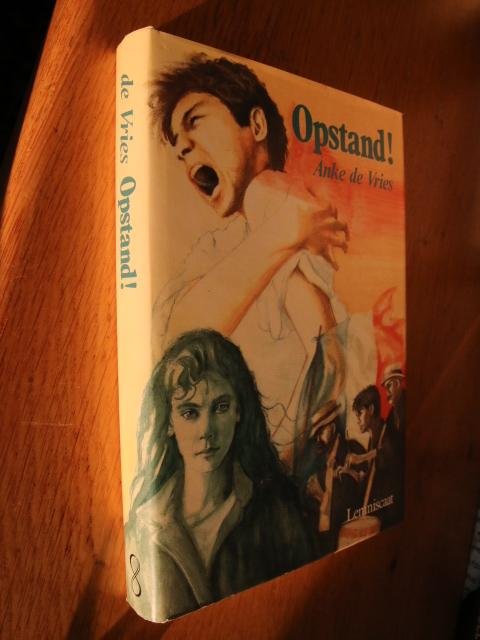 de Vries Opstand!
Opstand!
Anke de Vries
Lemniscaat